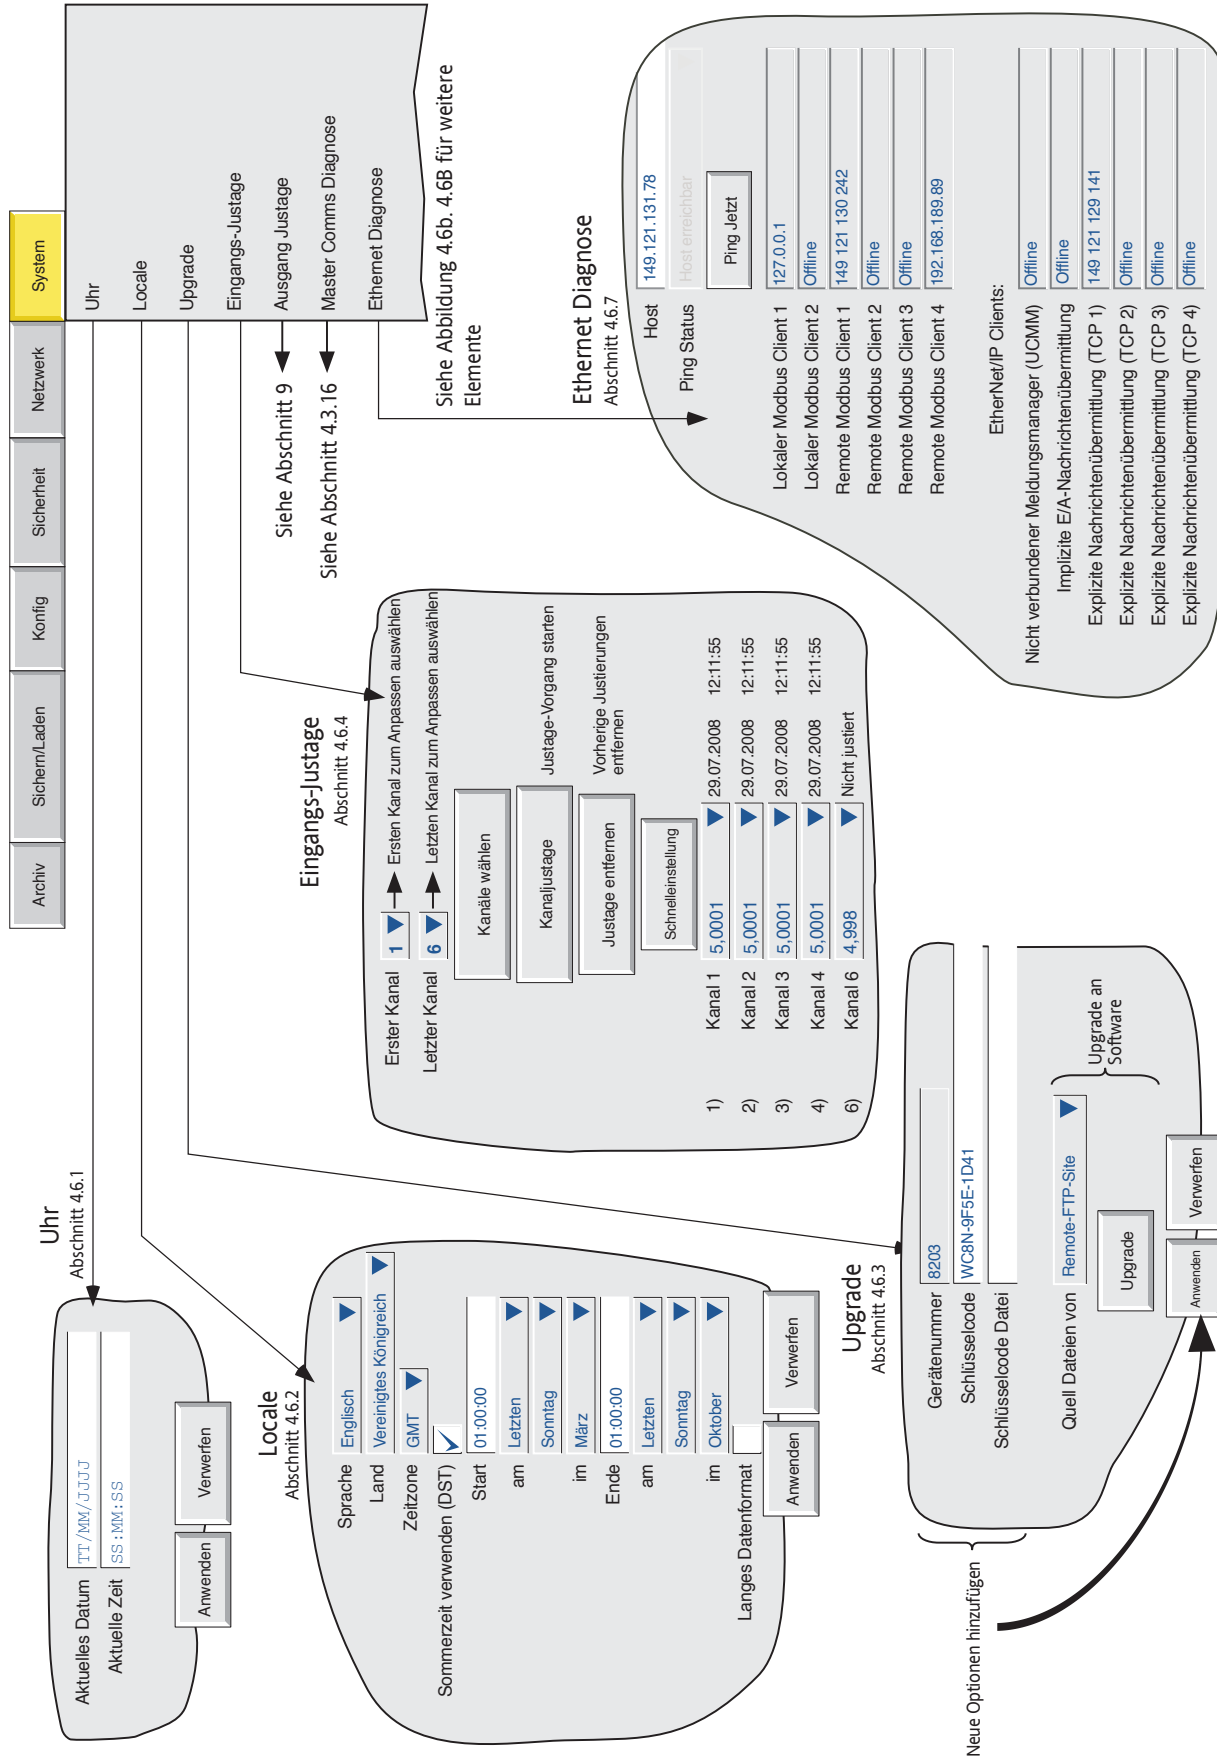 Archiv
Sichern/Laden
Konfig
Sicherheit
Netzwerk
System
Uhr
Locale
Upgrade
Eingangs-Justage
Ausgang Justage
Master Comms Diagnose
Ethernet Diagnose
Siehe Abschnitt 9
Siehe Abschnitt 4.3.16
Siehe Abbildung 4.6b. 4.6B für weitere
Elemente
Uhr
Abschnitt 4.6.1
Aktuelles Datum TT/MM/JJJJ
Aktuelle Zeit SS:MM:SS
Anwenden
Verwerfen
Locale
Abschnitt 4.6.2
Sprache Englisch
Land Vereinigtes Königreich
Zeitzone GMT
Sommerzeit verwenden (DST)
Start 01:00:00
am Letzten
Sonntag
im März
Ende 01:00:00
am Letzten
Sonntag
im Oktober
Langes Datenformat
Anwenden
Verwerfen
Eingangs-Justage
Abschnitt 4.6.4
Erster Kanal 1 Ersten Kanal zum Anpassen auswählen
Letzter Kanal 6 Letzten Kanal zum Anpassen auswählen
Kanäle wählen
Kanaljustage Justage-Vorgang starten
Justage entfernen Vorherige Justierungen
entfernen
Schnelleinstellung
1) Kanal 1 5,0001 29.07.2008 12:11:55
2) Kanal 2 5,0001 29.07.2008 12:11:55
3) Kanal 3 5,0001 29.07.2008 12:11:55
4) Kanal 4 5,0001 29.07.2008 12:11:55
6) Kanal 6 4,998 Nicht justiert
Ethernet Diagnose
Abschnitt 4.6.7
Host 149.121.131.78
Ping Status Host erreichbar
Ping Jetzt
Lokaler Modbus Client 1 127.0.0.1
Lokaler Modbus Client 2 Offline
Remote Modbus Client 1 149 121 130 242
Remote Modbus Client 2 Offline
Remote Modbus Client 3 Offline
Remote Modbus Client 4 192.168.189.89
EtherNet/IP Clients:
Nicht verbundener Meldungsmanager (UCMM) Offline
Implizite E/A-Nachrichtenübermittlung Offline
Explizite Nachrichtenübermittlung (TCP 1) 149 121 129 141
Explizite Nachrichtenübermittlung (TCP 2) Offline
Explizite Nachrichtenübermittlung (TCP 3) Offline
Explizite Nachrichtenübermittlung (TCP 4) Offline
Upgrade
Abschnitt 4.6.3
Gerätenummer 8203
Schlüsselcode WC8N-9F5E-1D41
Schlüsselcode Datei
Quell Dateien von Remote-FTP-Site
Upgrade
Upgrade an
Software
Anwenden
Verwerfen
Neue Optionen hinzufügen